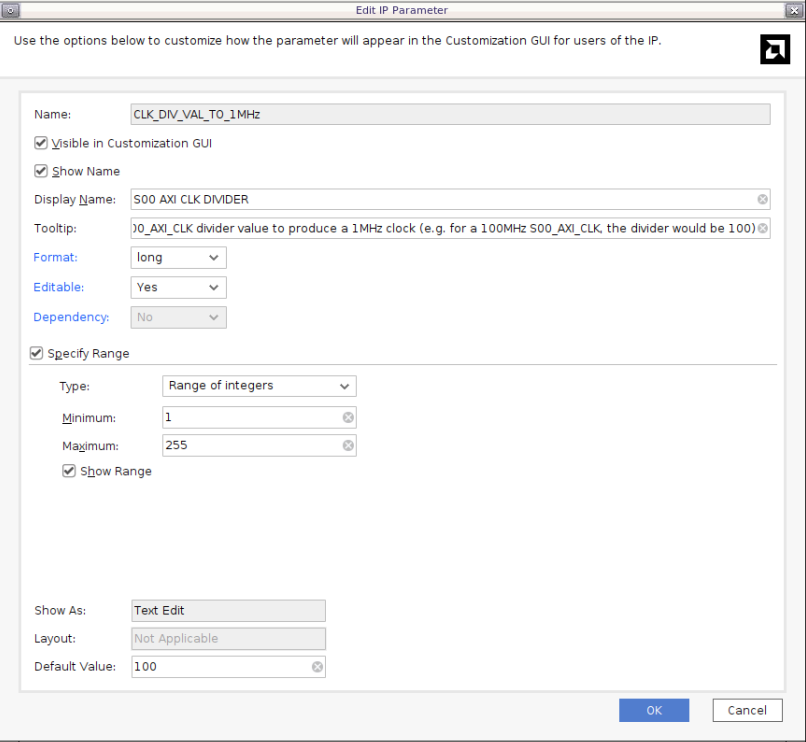 Edit IP Parameter
Use the options below to customize how the parameter will appear in the Customization GUI for users of the IP.
Name: CLK_DIV_VAL_TO_1MHz
Visible in Customization GUI
Show Name
Display Name: S00 AXI CLK DIVIDER
Tooltip: 00_AXI_CLK divider value to produce a 1MHz clock (e.g. for a 100MHz S00_AXI_CLK, the divider would be 100)
Format: long
Editable: Yes
Dependency: No
Specify Range
Type: Range of integers
Minimum: 1
Maximum: 255
Show Range
Show As: Text Edit
Layout: Not Applicable
Default Value: 100
OK Cancel